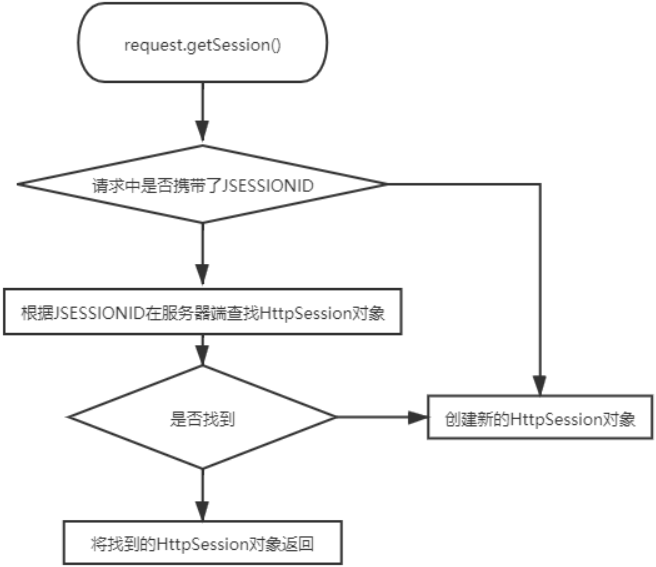 request.getSession()
请求中是否携带了JSESSIONID
根据JSESSIONID在服务器端查找HttpSession对象
是否找到
创建新的HttpSession对象
将找到的HttpSession对象返回